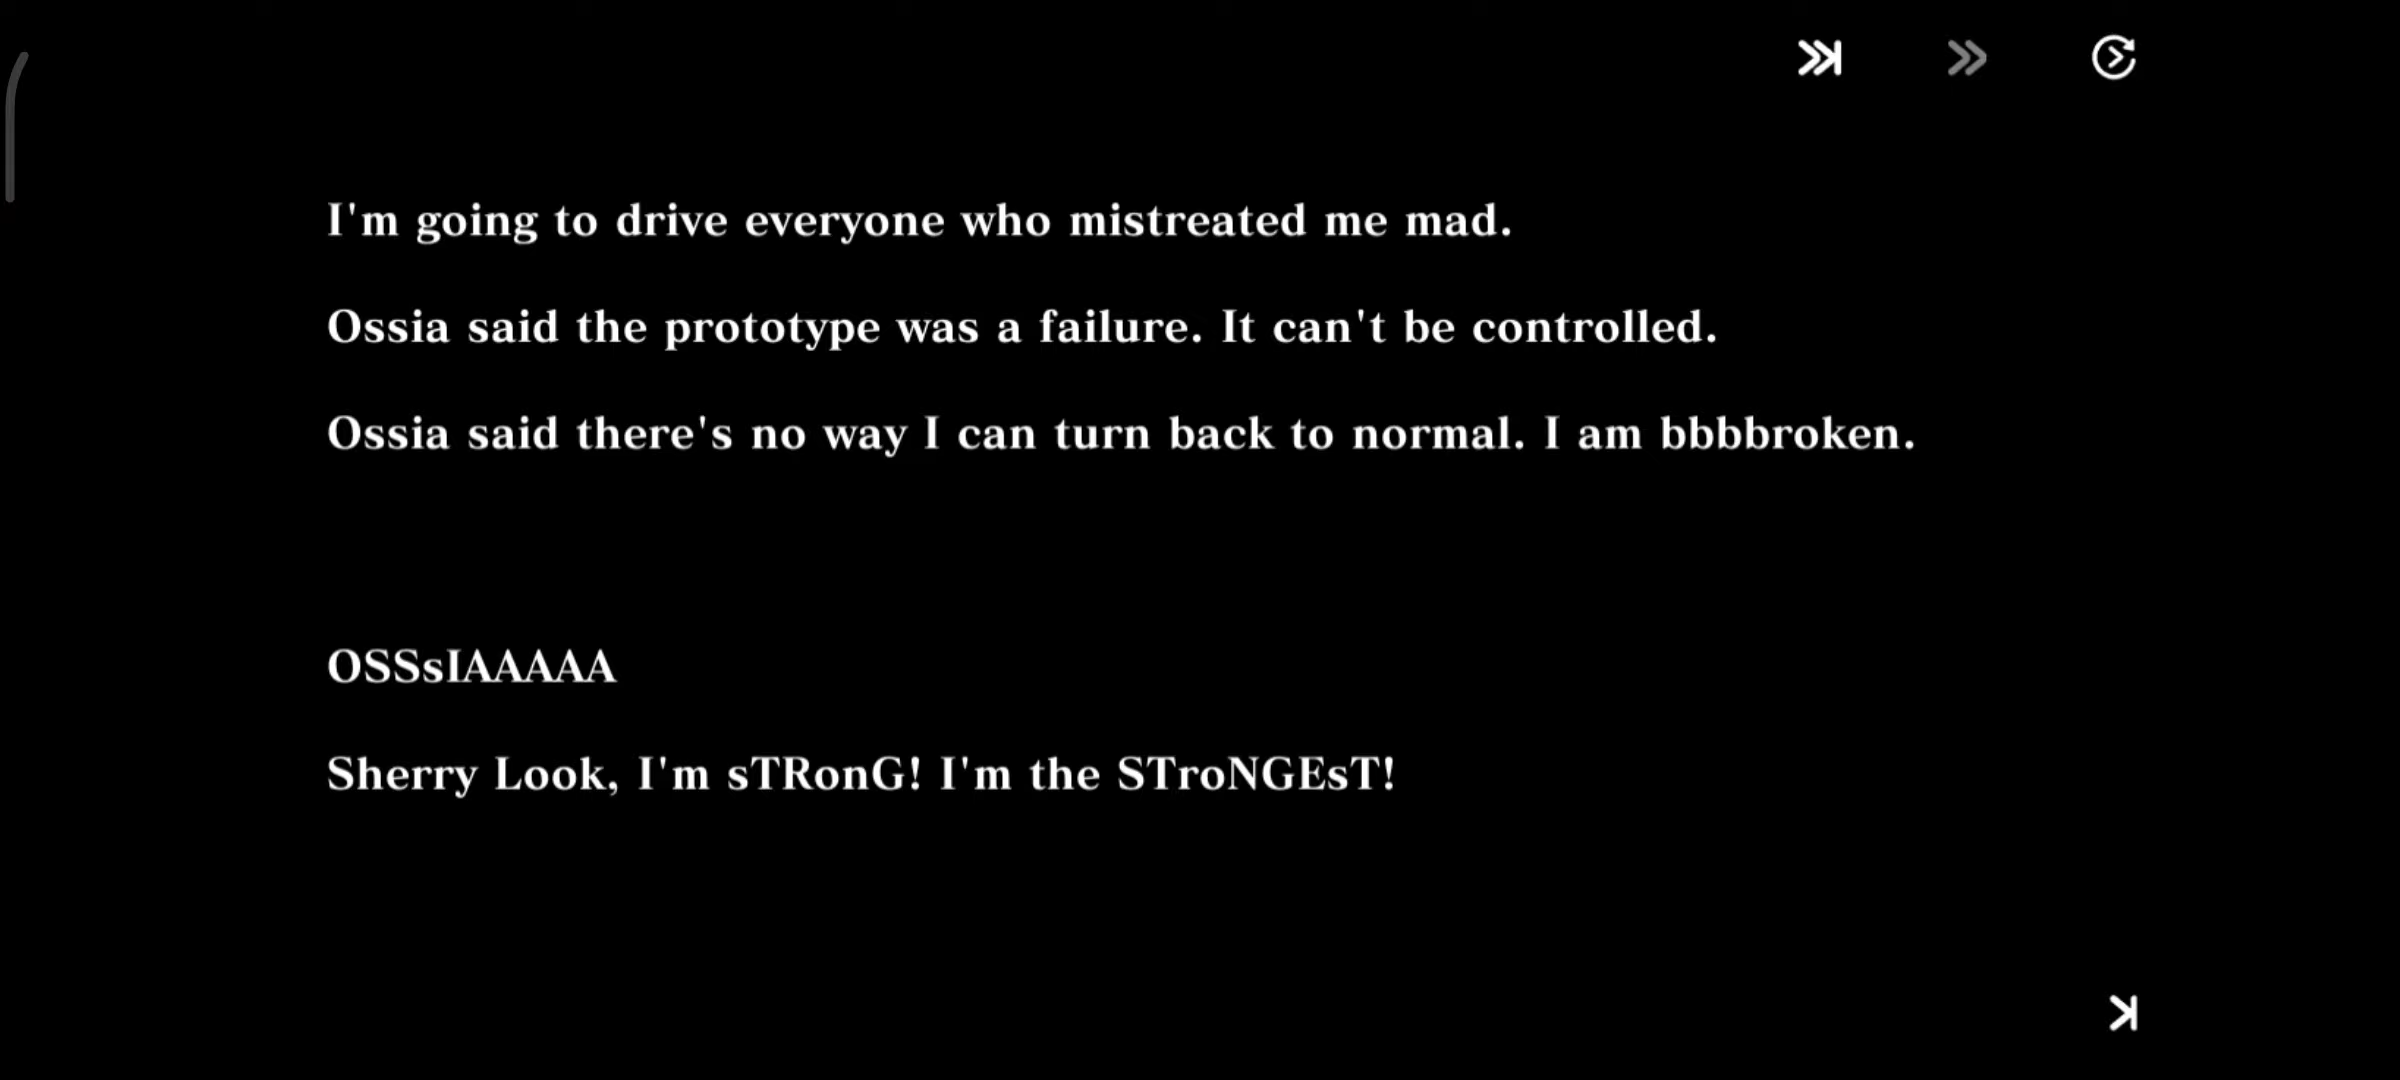 I'm going to drive everyone who mistreated me mad.
Ossia said the prototype was a failure. It can't be controlled.
Ossia said there's no way I can turn back to normal. I am bbbbroken.
OSSsIAAAAA
Sherry Look, I'm sTRonG! I'm the STroNGEsT!